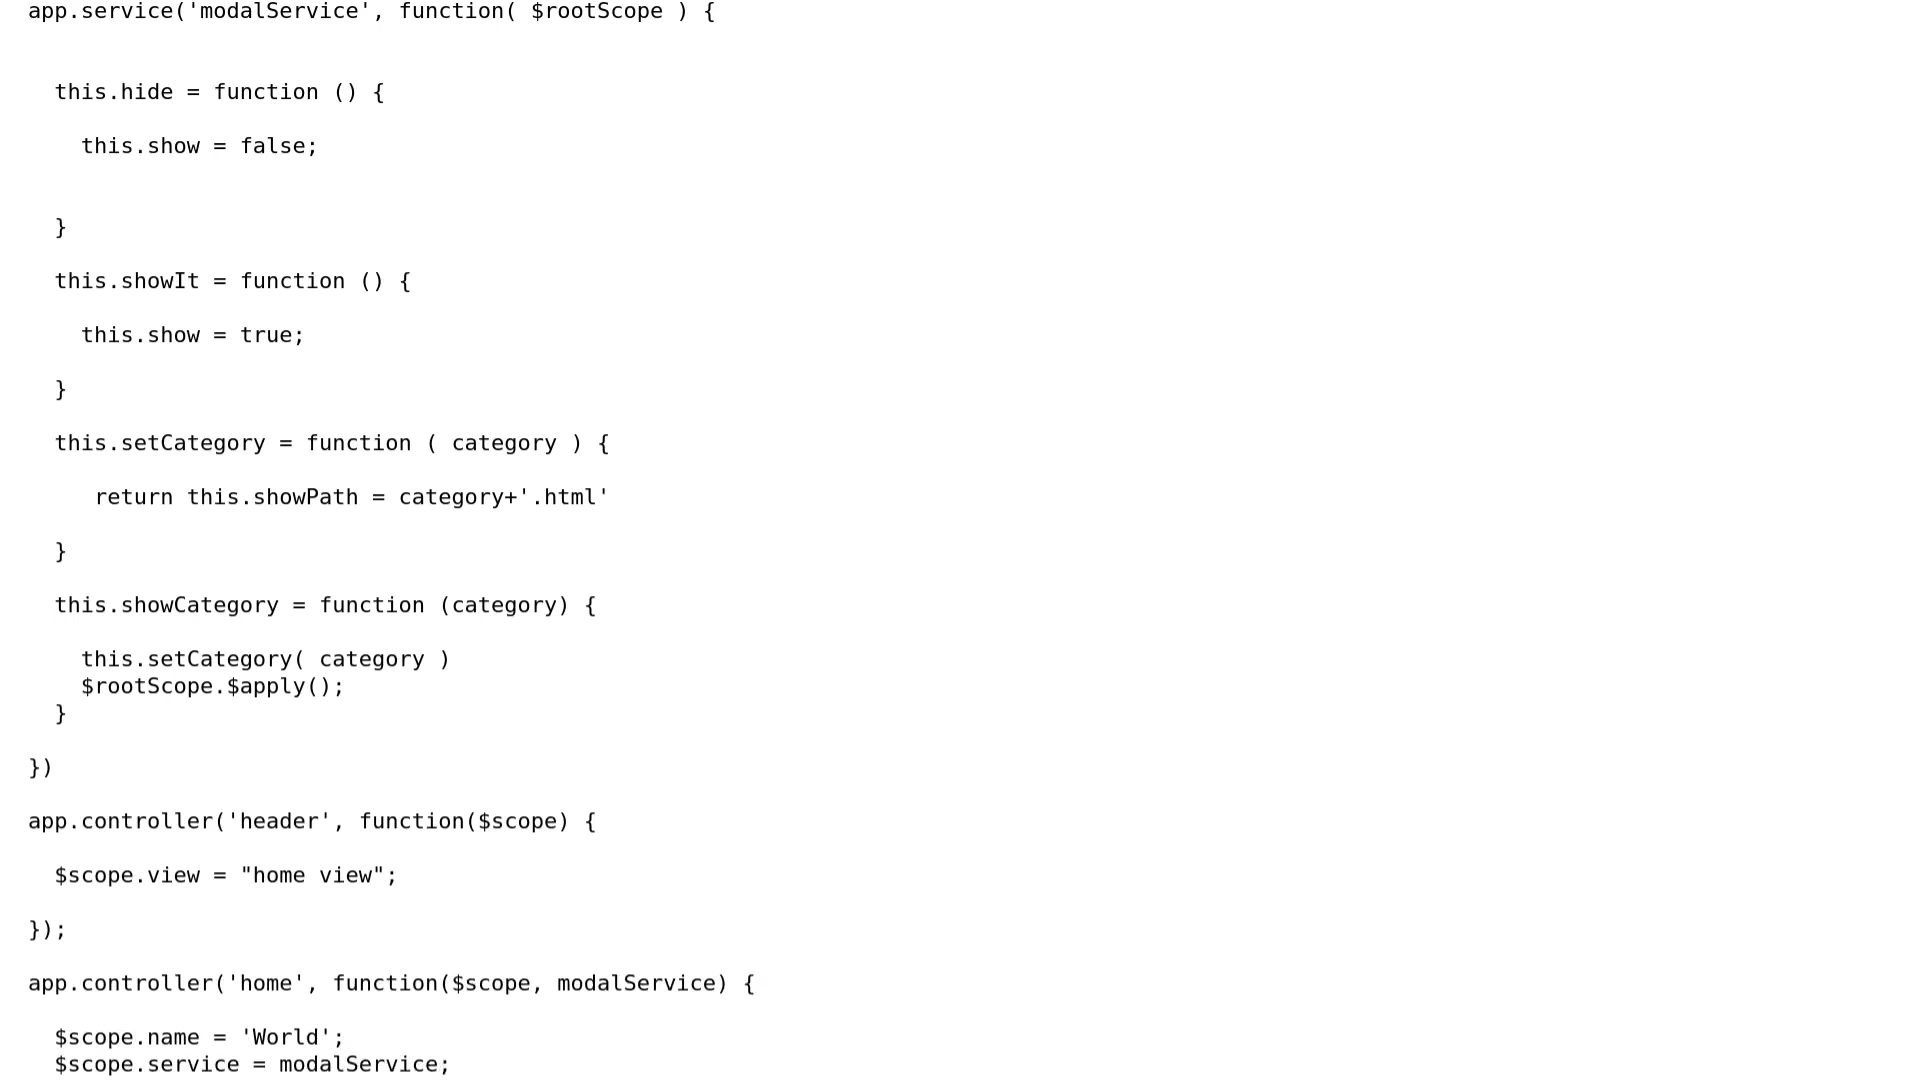 app.service('modalService', function( $rootScope ) {
this.hide = function () {
this.show = false;
}
this.showIt = function () {
this.show = true;
}
this.setCategory = function ( category ) {
return this.showPath = category+'.html'
}
this.showCategory = function (category) {
this.setCategory( category )
$rootScope.$apply();
}
})
app.controller('header', function($scope) {
$scope.view = "home view";
});
app.controller('home', function($scope, modalService) {
$scope.name = 'World';
$scope.service = modalService;